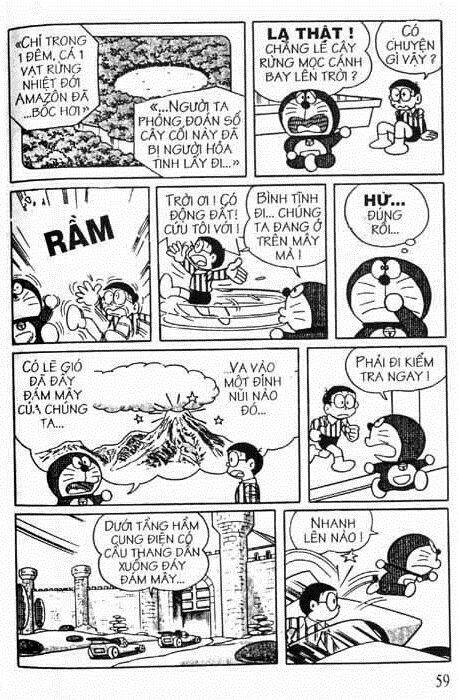 «CHỈ TRONG
1 ĐÊM, CẢ 1
VẠT RỪNG
NHIỆT ĐỚI
AMAZÔN ĐÃ
...BỐC HƠI»
«...NGƯỜI TA
PHỎNG ĐOÁN SỐ
CÂY CỐI NÀY ĐÃ
BỊ NGƯỜI HỎA
TINH LẤY ĐI...»
LẠ THẬT !
CHẲNG LẼ CÂY
RỪNG MỌC CÁNH
BAY LÊN TRỜI ?
CÓ
CHUYỆN
GÌ VẬY ?
RẦM
TRỜI ƠI ! CÓ
ĐỘNG ĐẤT!
CỨU TÔI VỚI !
BÌNH TĨNH
ĐI... CHÚNG
TA ĐANG Ở
TRÊN MÂY
MÀ !
HỪ...
ĐÚNG
RỒI...
CÓ LẼ GIÓ
ĐÃ ĐẨY
ĐÁM MÂY
CỦA CHÚNG
TA...
...VA VÀO
MỘT ĐỈNH
NÚI NÀO
ĐÓ...
PHẢI ĐI KIỂM
TRA NGAY !
DƯỚI TẦNG HẦM
CUNG ĐIỆN CÓ
CẦU THANG DẪN
XUỐNG ĐÁY
ĐÁM MÂY...
NHANH
LÊN NÀO !
59